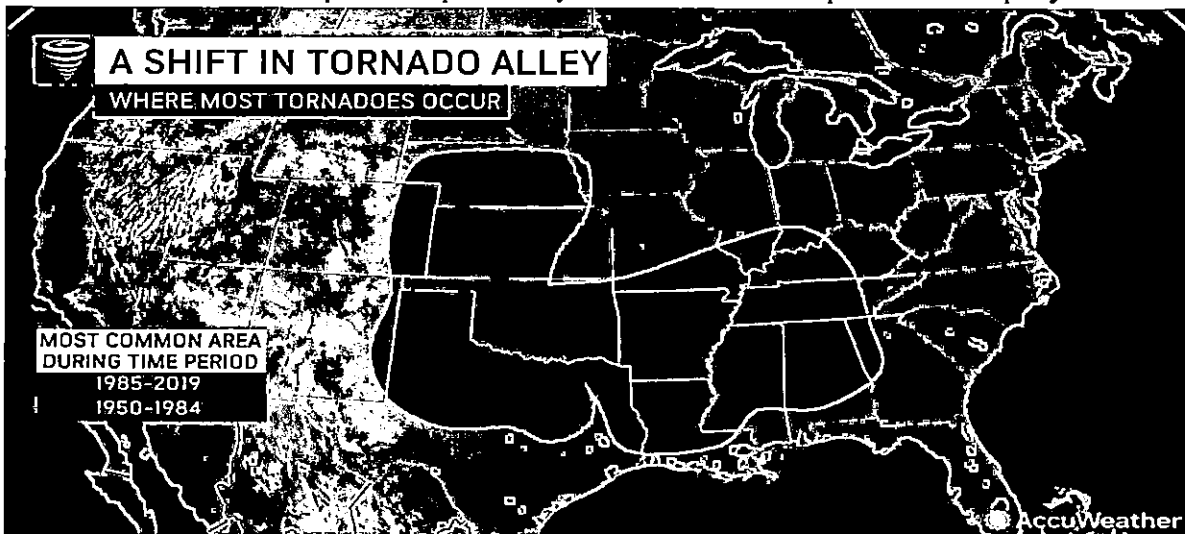 A SHIFT IN TORNADO ALLEY
WHERE MOST TORNADOES OCCUR
MOST COMMON AREA
DURING TIME PERIOD
1985-2019
1950-1984
AccuWeather